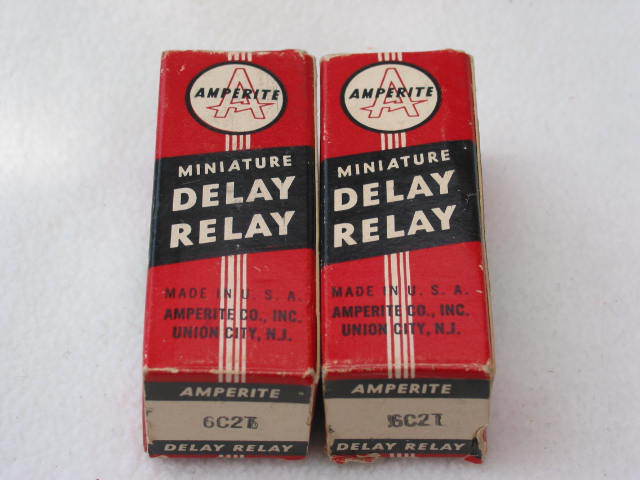 AMPERITE
MINIATURE
DELAY
RELAY
MADE IN U. S. A.
AMPERITE CO., INC.
UNION CITY, N.J.
AMPERITE
DELAY RELAY
AMPERITE
MINIATURE
DELAY
RELAY
MADE IN U. S. A.
AMPERITE CO., INC.
UNION CITY, N.J.
AMPERITE
DELAY RELAY